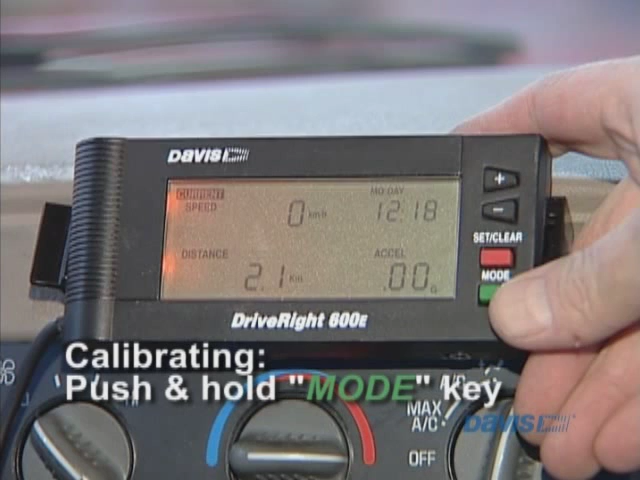 DAVIS
CURRENT
SPEED
0 km/h
MO:DAY
12:18
DISTANCE
2.1 Km
ACCEL
.00 G
+
−
SET/CLEAR
MODE
DriveRight 600E
Calibrating:
Push & hold "MODE" key
A/C
MAX
A/C
OFF
DAVIS